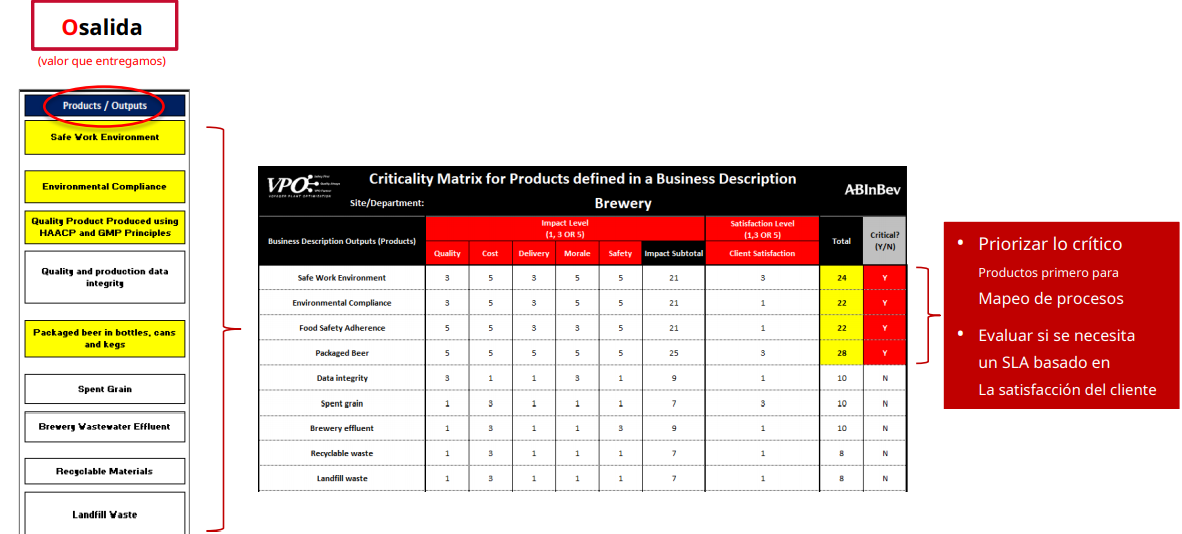 Osalida
(valor que entregamos)
Products / Outputs
Safe Work Environment
Environmental Compliance
Quality Product Produced using
HAACP and GMP Principles
Quality and production data
integrity
Packaged beer in bottles, cans
and kegs
Spent Grain
Brewery Wastewater Effluent
Recyclable Materials
Landfill Waste
VPO
Criticality Matrix for Products defined in a Business Description
ABInBev
Site/Department: Brewery
Business Description Outputs (Products)
Impact Level
(1, 3 OR 5)
Satisfaction Level
(1,3 OR 5)
Total
Critical?
(Y/N)
Quality Cost Delivery Morale Safety Impact Subtotal Client Satisfaction
Safe Work Environment 3 5 3 5 5 21 3 24 Y
Environmental Compliance 3 5 3 5 5 21 1 22 Y
Food Safety Adherence 5 5 3 3 5 21 1 22 Y
Packaged Beer 5 5 5 5 5 25 3 28 Y
Data integrity 3 1 1 3 1 9 1 10 N
Spent grain 1 3 1 1 1 7 3 10 N
Brewery effluent 1 3 1 1 3 9 1 10 N
Recyclable waste 1 3 1 1 1 7 1 8 N
Landfill waste 1 3 1 1 1 7 1 8 N
• Priorizar lo crítico
Productos primero para
Mapeo de procesos
• Evaluar si se necesita
un SLA basado en
La satisfacción del cliente